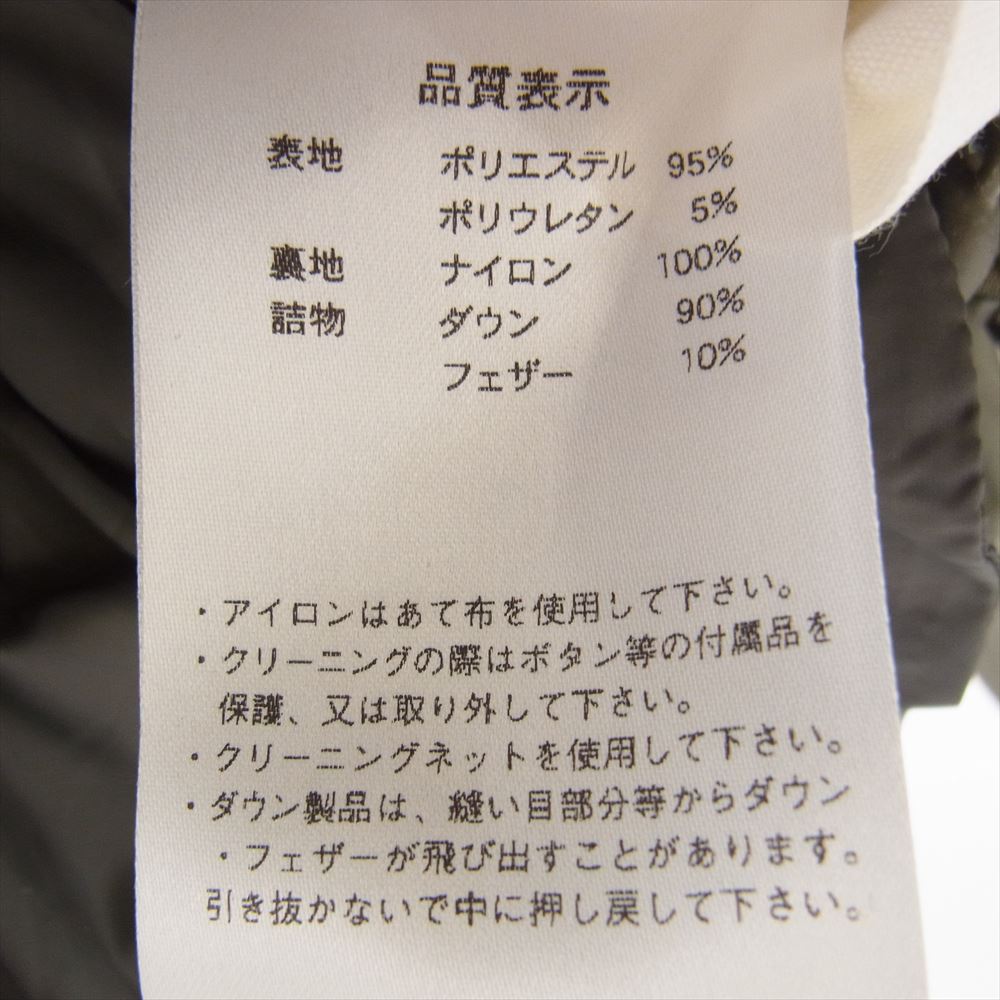 品質表示
表地 ポリエステル 95%
ポリウレタン 5%
裏地 ナイロン 100%
詰物 ダウン 90%
フェザー 10%
・アイロンはあて布を使用して下さい。
・クリーニングの際はボタン等の付属品を
保護、又は取り外して下さい。
・クリーニングネットを使用して下さい。
・ダウン製品は、縫い目部分等からダウン
・フェザーが飛び出すことがあります。
引き抜かないで中に押し戻して下さい。